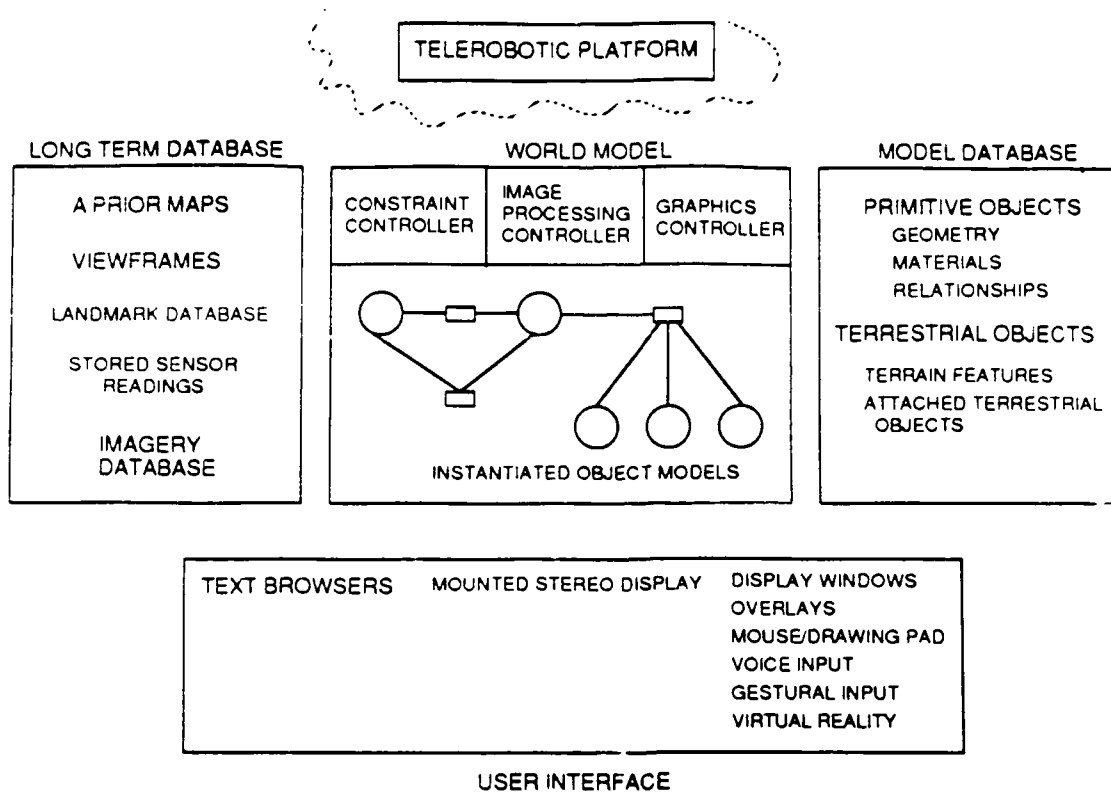 TELEROBOTIC PLATFORM
LONG TERM DATABASE
A PRIOR MAPS
VIEWFRAMES
LANDMARK DATABASE
STORED SENSOR
READINGS
IMAGERY
DATABASE
WORLD MODEL
CONSTRAINT
CONTROLLER
IMAGE
PROCESSING
CONTROLLER
GRAPHICS
CONTROLLER
INSTANTIATED OBJECT MODELS
MODEL DATABASE
PRIMITIVE OBJECTS
GEOMETRY
MATERIALS
RELATIONSHIPS
TERRESTRIAL OBJECTS
TERRAIN FEATURES
ATTACHED TERRESTRIAL
OBJECTS
TEXT BROWSERS
MOUNTED STEREO DISPLAY
DISPLAY WINDOWS
OVERLAYS
MOUSE/DRAWING PAD
VOICE INPUT
GESTURAL INPUT
VIRTUAL REALITY
USER INTERFACE